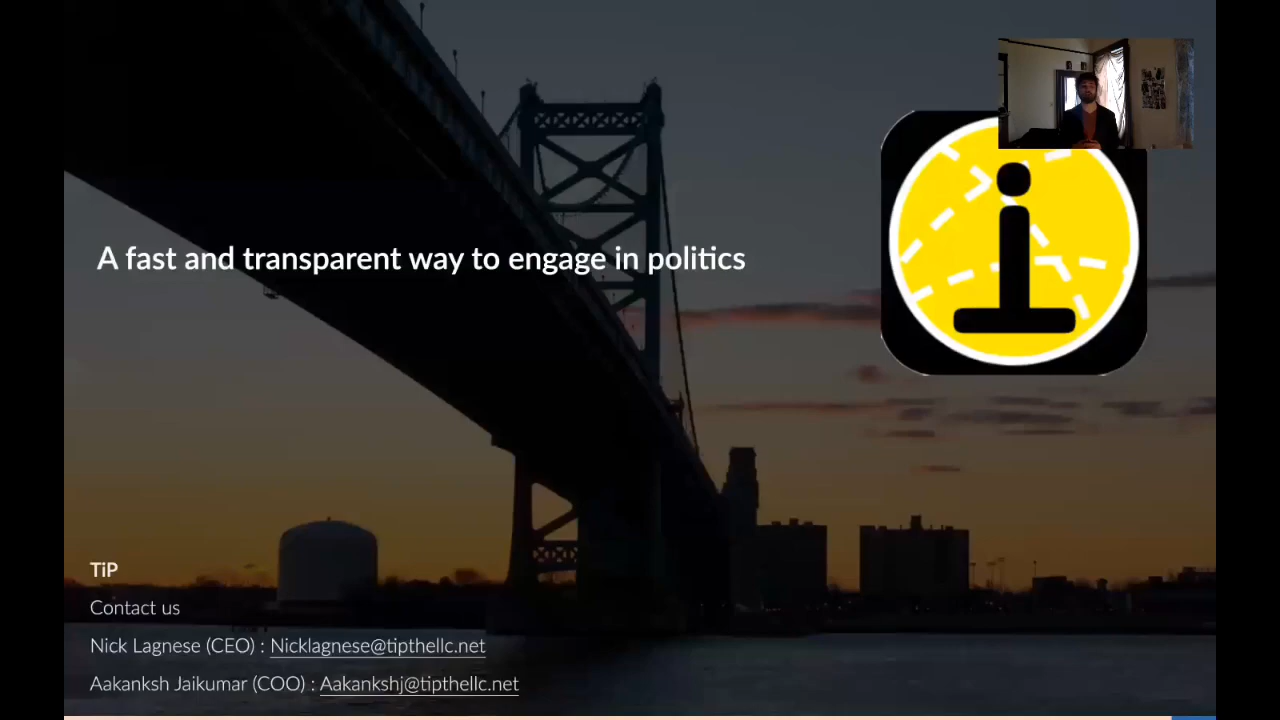 A fast and transparent way to engage in politics
i
TiP
Contact us
Nick Lagnese (CEO) : Nicklagnese@tipthellc.net
Aakanksh Jaikumar (COO) : Aakankshj@tipthellc.net